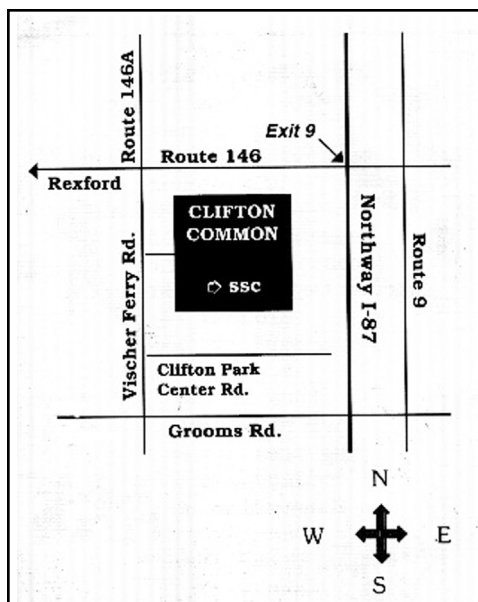 Route 146A
Exit 9
Route 146
Rexford
CLIFTON
COMMON
➩ SSC
Vischer Ferry Rd.
Northway I-87
Route 9
Clifton Park
Center Rd.
Grooms Rd.
N
W E
S